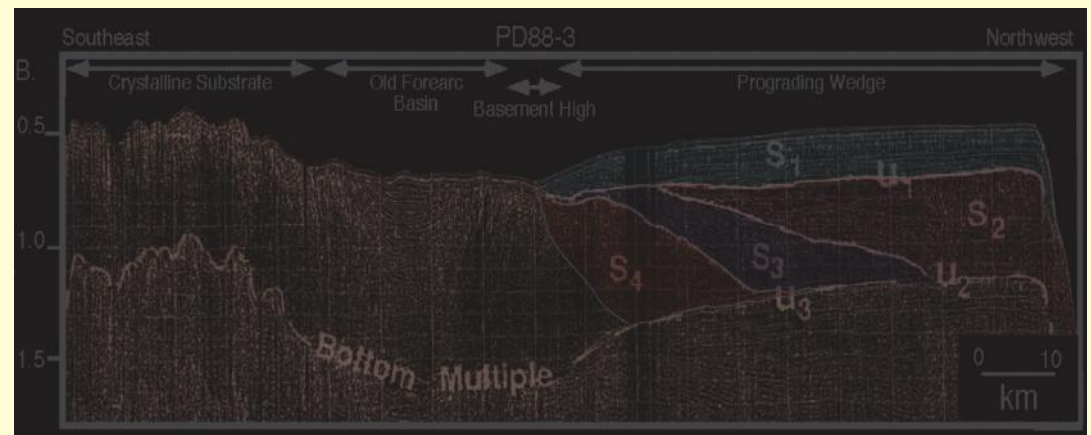 Southeast PD88-3 Northwest
B.
Crystalline Substrate Old Forearc Basin Basement High Prograding Wedge
0.5
S1
u1
S2
1.0
S4 S3
u2
u3
Bottom Multiple
1.5
0 10
km